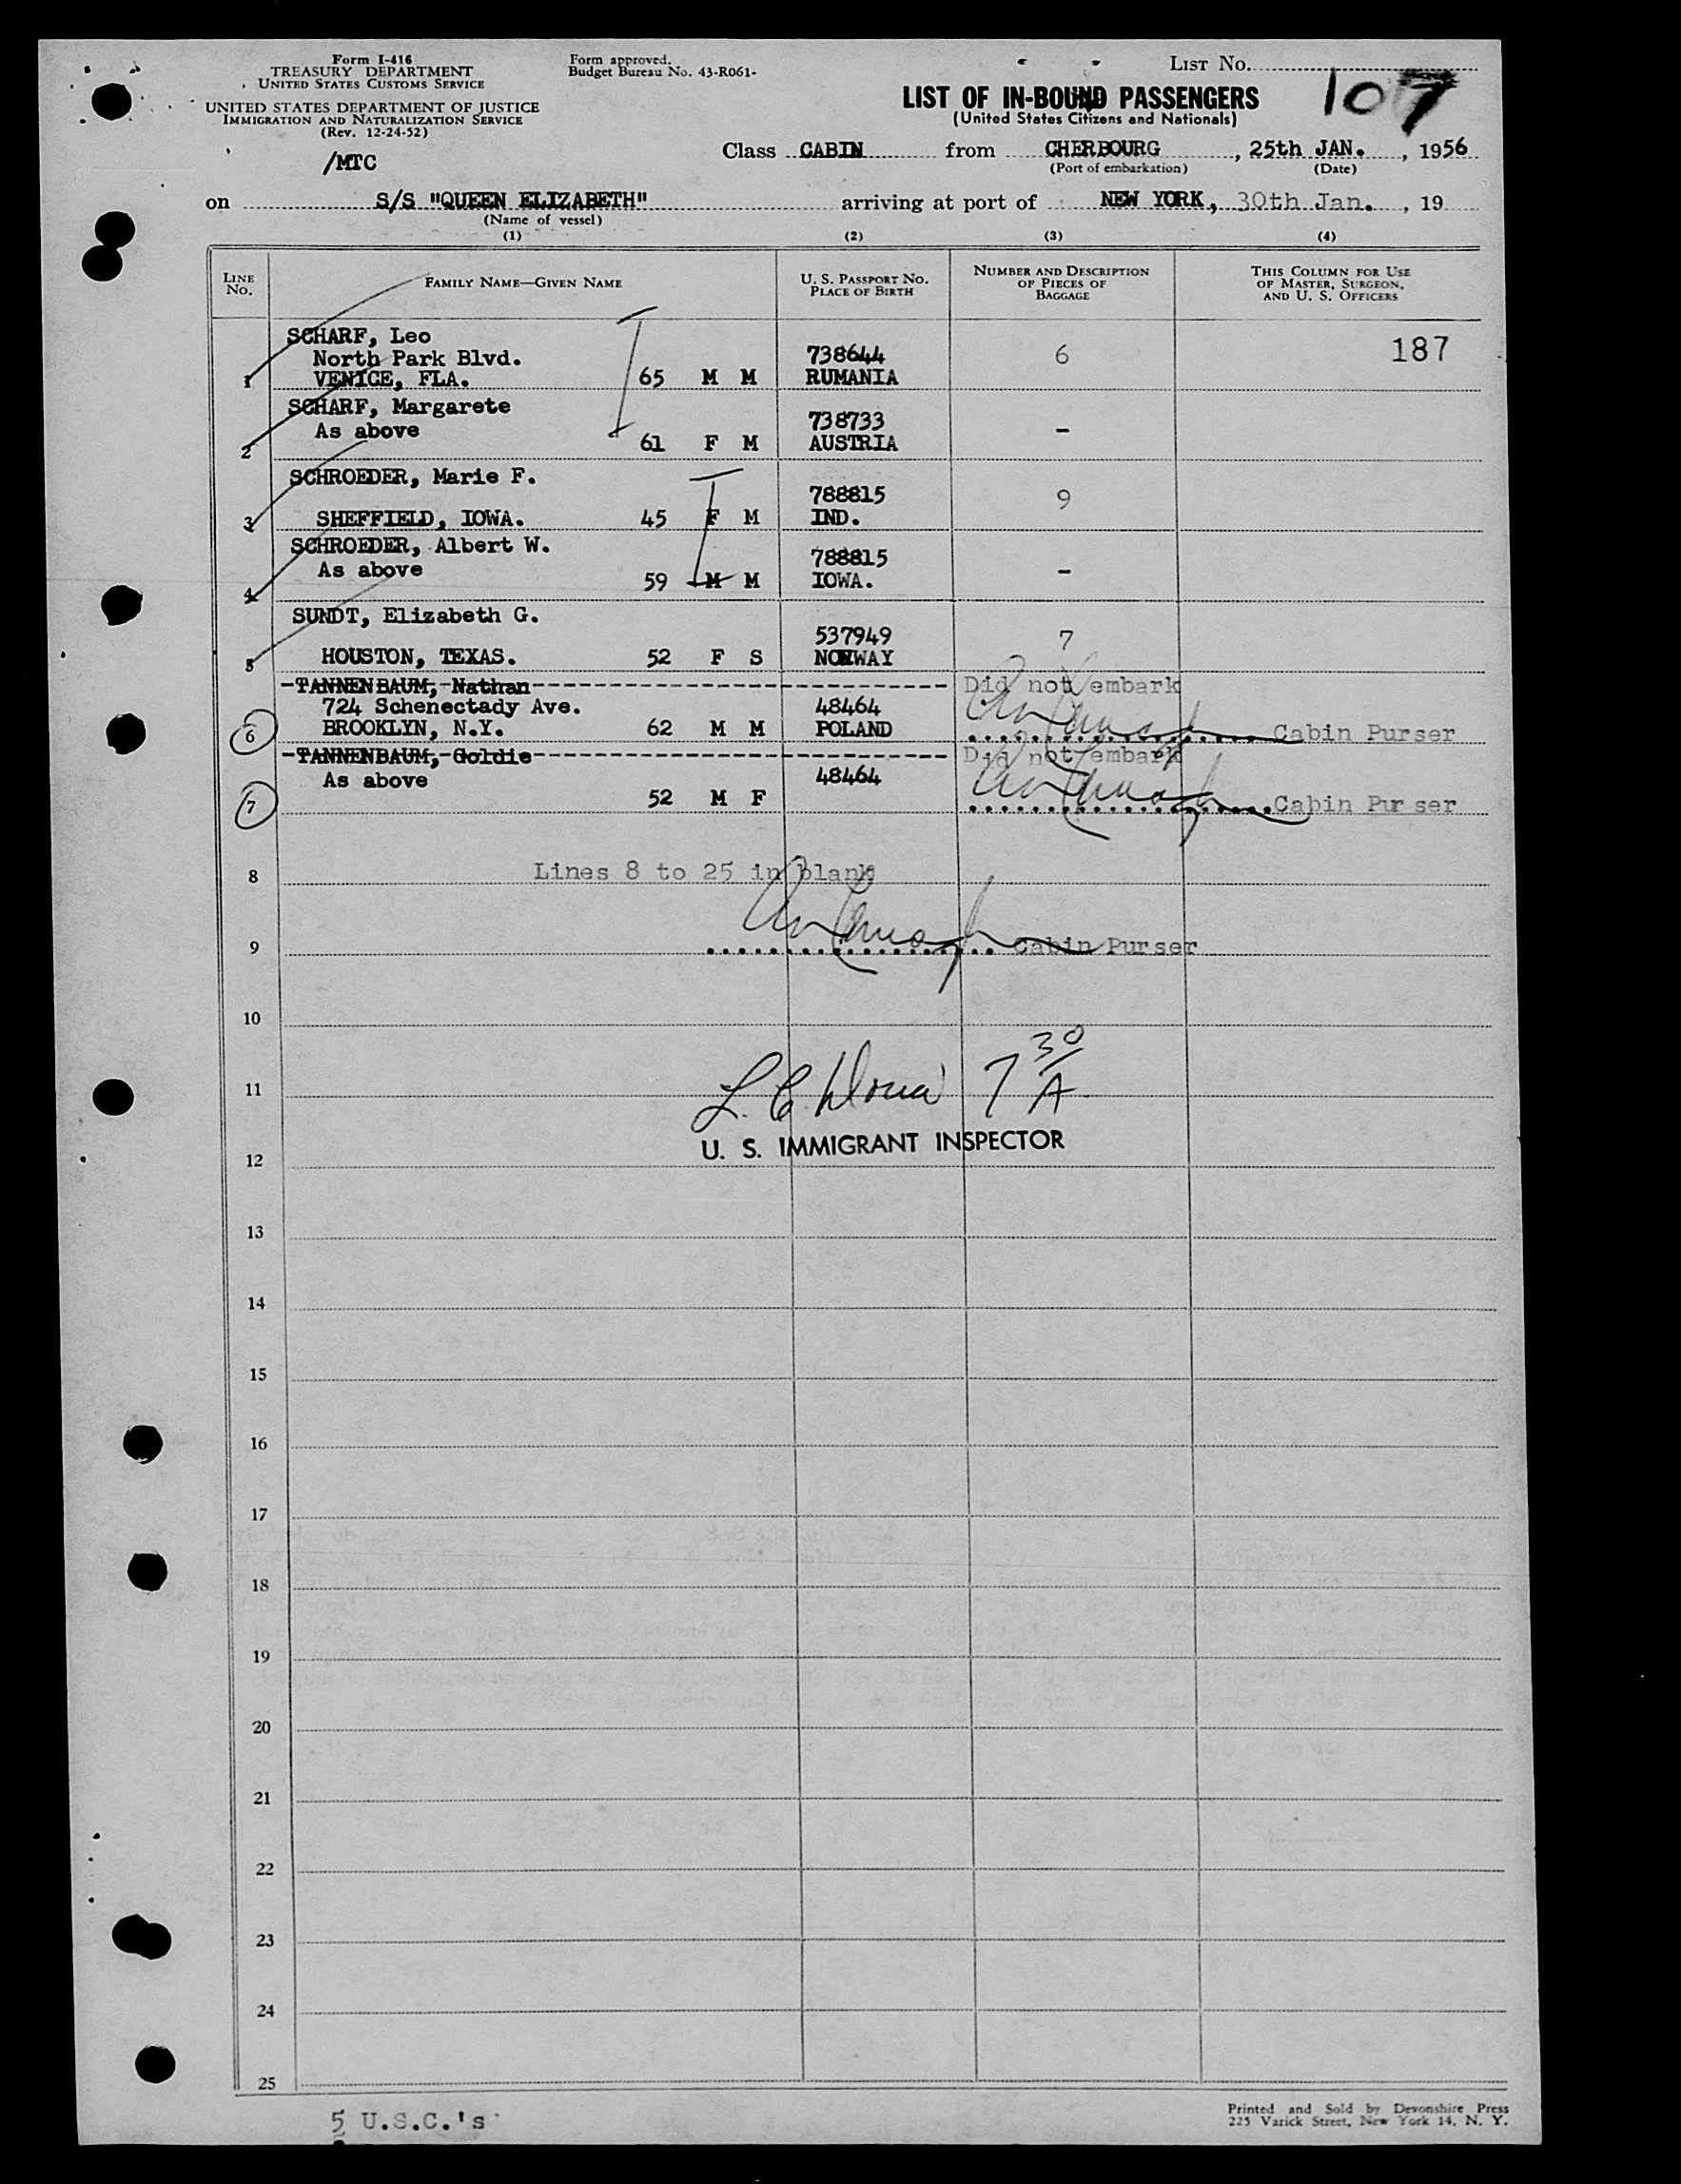 Form I-416
TREASURY DEPARTMENT
UNITED STATES CUSTOMS SERVICE
UNITED STATES DEPARTMENT OF JUSTICE
IMMIGRATION AND NATURALIZATION SERVICE
(Rev. 12-24-52)
/MTC
Form approved.
Budget Bureau No. 43-R061-
LIST No.
107
LIST OF IN-BOUND PASSENGERS
(United States Citizens and Nationals)
Class CABIN from CHERBOURG, 25th JAN., 1956
(Port of embarkation) (Date)
on S/S "QUEEN ELIZABETH" arriving at port of NEW YORK, 30th Jan., 19
(Name of vessel)
(1) (2) (3) (4)
LINE No. FAMILY NAME—GIVEN NAME U. S. PASSPORT NO. PLACE OF BIRTH NUMBER AND DESCRIPTION OF PIECES OF BAGGAGE THIS COLUMN FOR USE OF MASTER, SURGEON, AND U. S. OFFICERS
SCHARF, Leo
North Park Blvd. 738644 6 187
1 VENICE, FLA. 65 M M RUMANIA
SCHARF, Margarete
As above 738733 -
2 61 F M AUSTRIA
SCHROEDER, Marie F.
788815 9
3 SHEFFIELD, IOWA. 45 F M IND.
SCHROEDER, Albert W.
As above 788815 -
4 59 M M IOWA.
SUNDT, Elizabeth G.
537949 7
5 HOUSTON, TEXAS. 52 F S NORWAY
-TANNENBAUM, Nathan- Did not embark
724 Schenectady Ave. 48464
6 BROOKLYN, N.Y. 62 M M POLAND Cabin Purser
-TANNENBAUM, Goldie- Did not embark
As above 48464
7 52 M F Cabin Purser
8 Lines 8 to 25 in blank
9 Cabin Purser
10
11 7 30/A
U. S. IMMIGRANT INSPECTOR
12
13
14
15
16
17
18
19
20
21
22
23
24
25
5 U.S.C.'s
Printed and Sold by Devonshire Press
225 Varick Street, New York 14, N. Y.